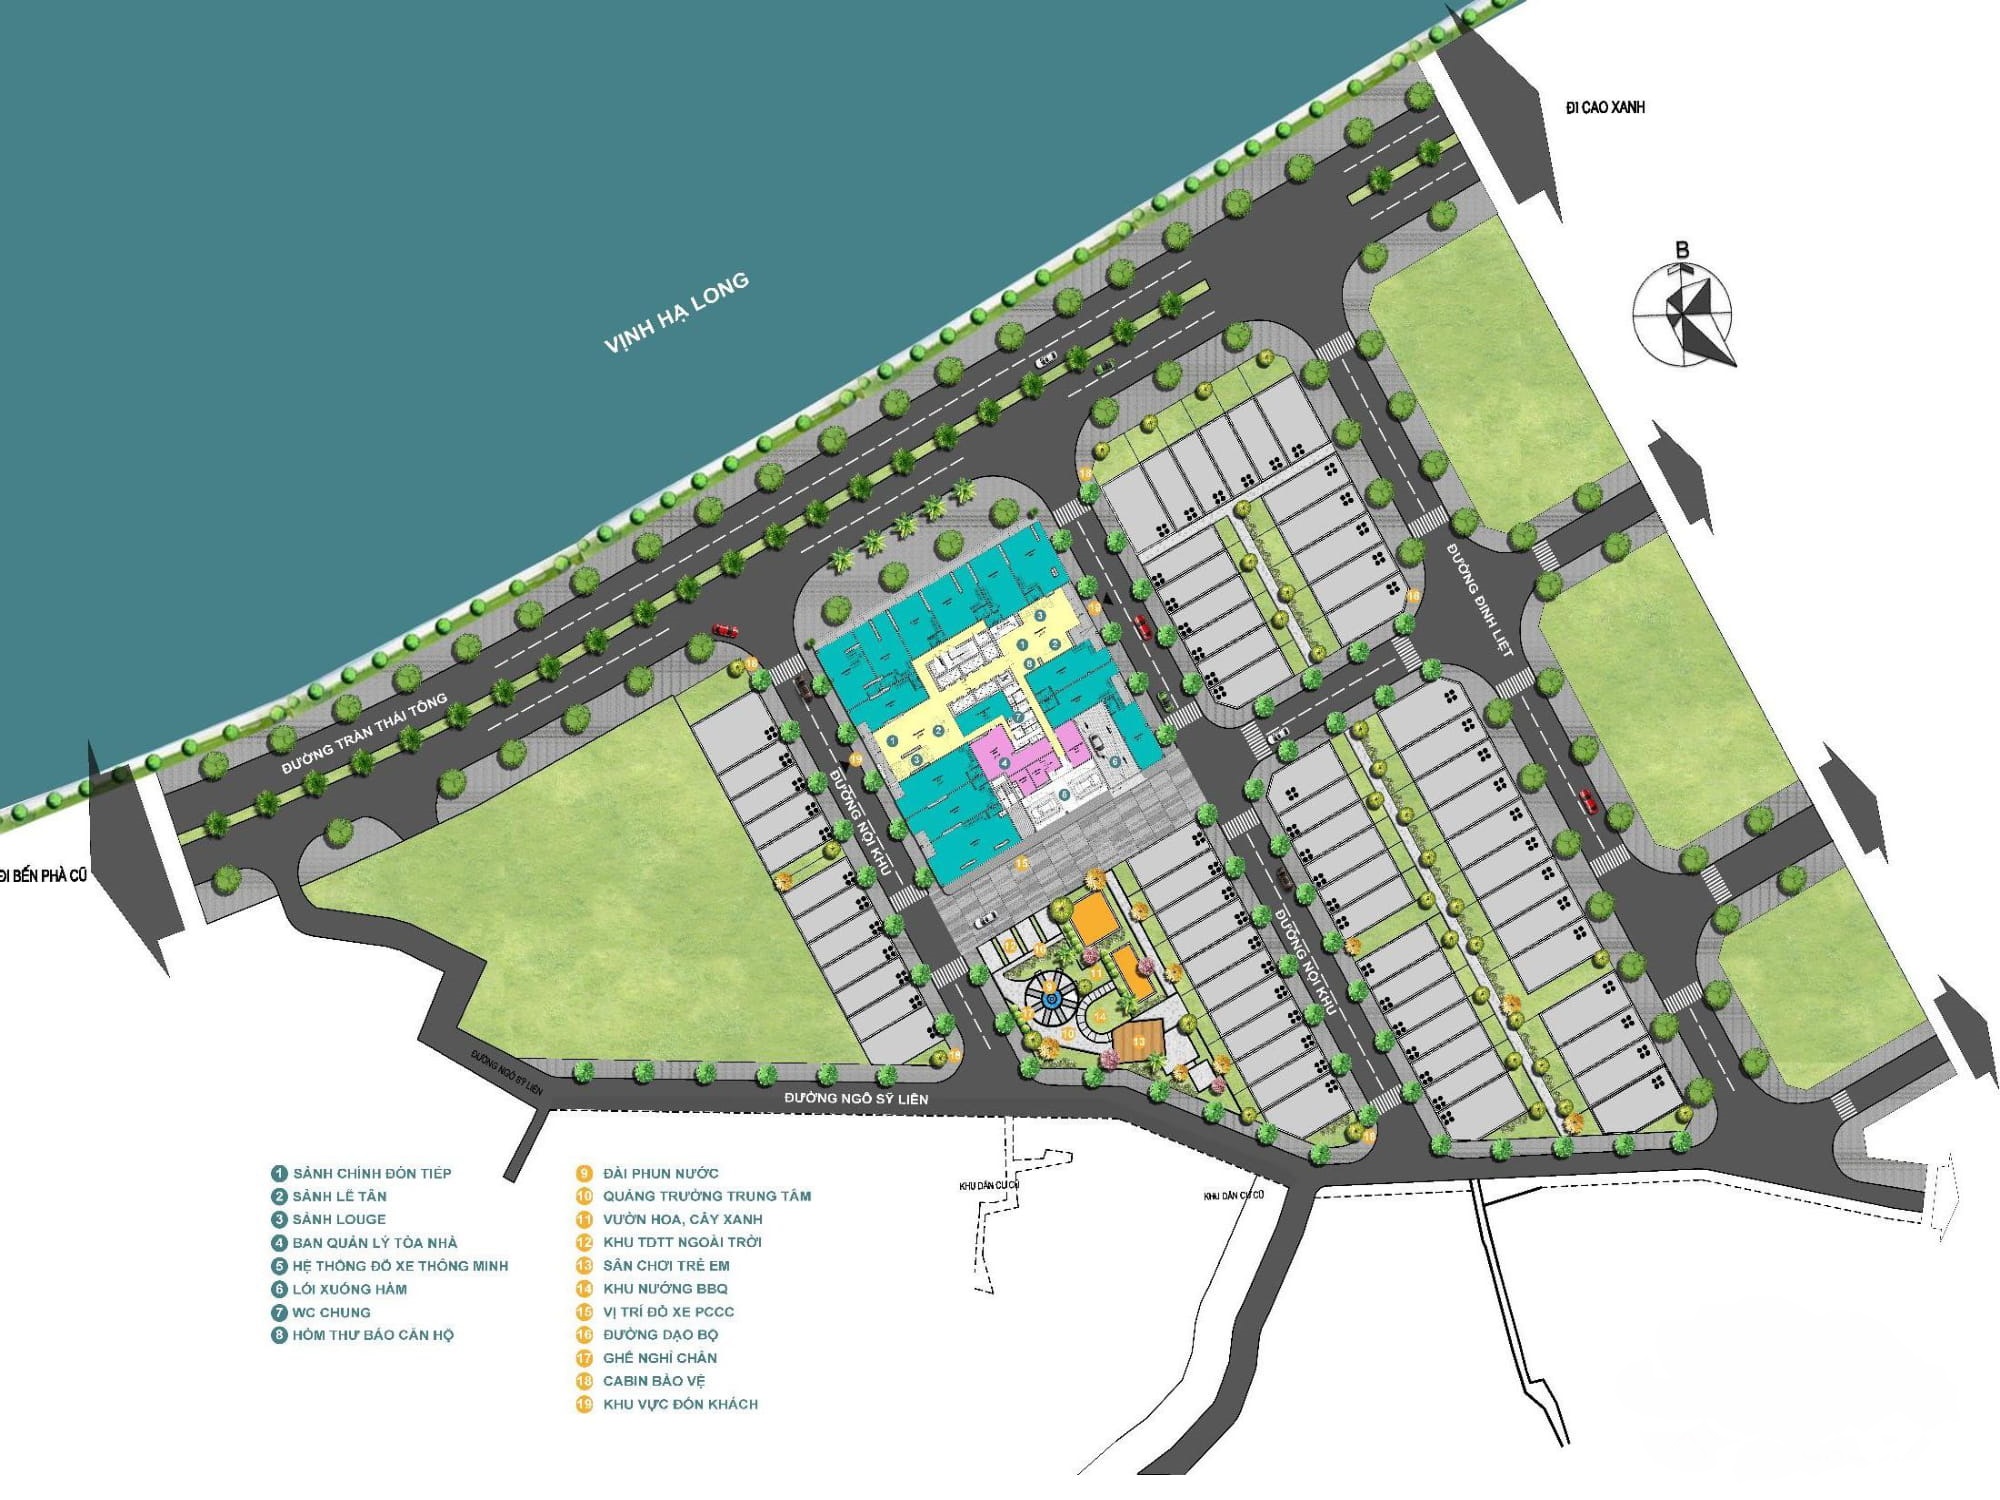 ĐI CAO XANH
B
VỊNH HẠ LONG
ĐƯỜNG TRẦN THÁI TÔNG
ĐƯỜNG ĐINH LIỆT
ĐI BẾN PHÀ CŨ
ĐƯỜNG NỘI KHU
ĐƯỜNG NỘI KHU
ĐƯỜNG NGÔ SỸ LIÊN
ĐƯỜNG NGÔ SỸ LIÊN
KHU DÂN CƯ CŨ
KHU DÂN CƯ CŨ
1 SẢNH CHÍNH ĐÓN TIẾP
2 SẢNH LỄ TÂN
3 SẢNH LOUGE
4 BAN QUẢN LÝ TÒA NHÀ
5 HỆ THỐNG ĐỖ XE THÔNG MINH
6 LỐI XUỐNG HẦM
7 WC CHUNG
8 HÒM THƯ BÁO CĂN HỘ
9 ĐÀI PHUN NƯỚC
10 QUẢNG TRƯỜNG TRUNG TÂM
11 VƯỜN HOA, CÂY XANH
12 KHU TDTT NGOÀI TRỜI
13 SÂN CHƠI TRẺ EM
14 KHU NƯỚNG BBQ
15 VỊ TRÍ ĐỖ XE PCCC
16 ĐƯỜNG DẠO BỘ
17 GHẾ NGHỈ CHÂN
18 CABIN BẢO VỆ
19 KHU VỰC ĐÓN KHÁCH